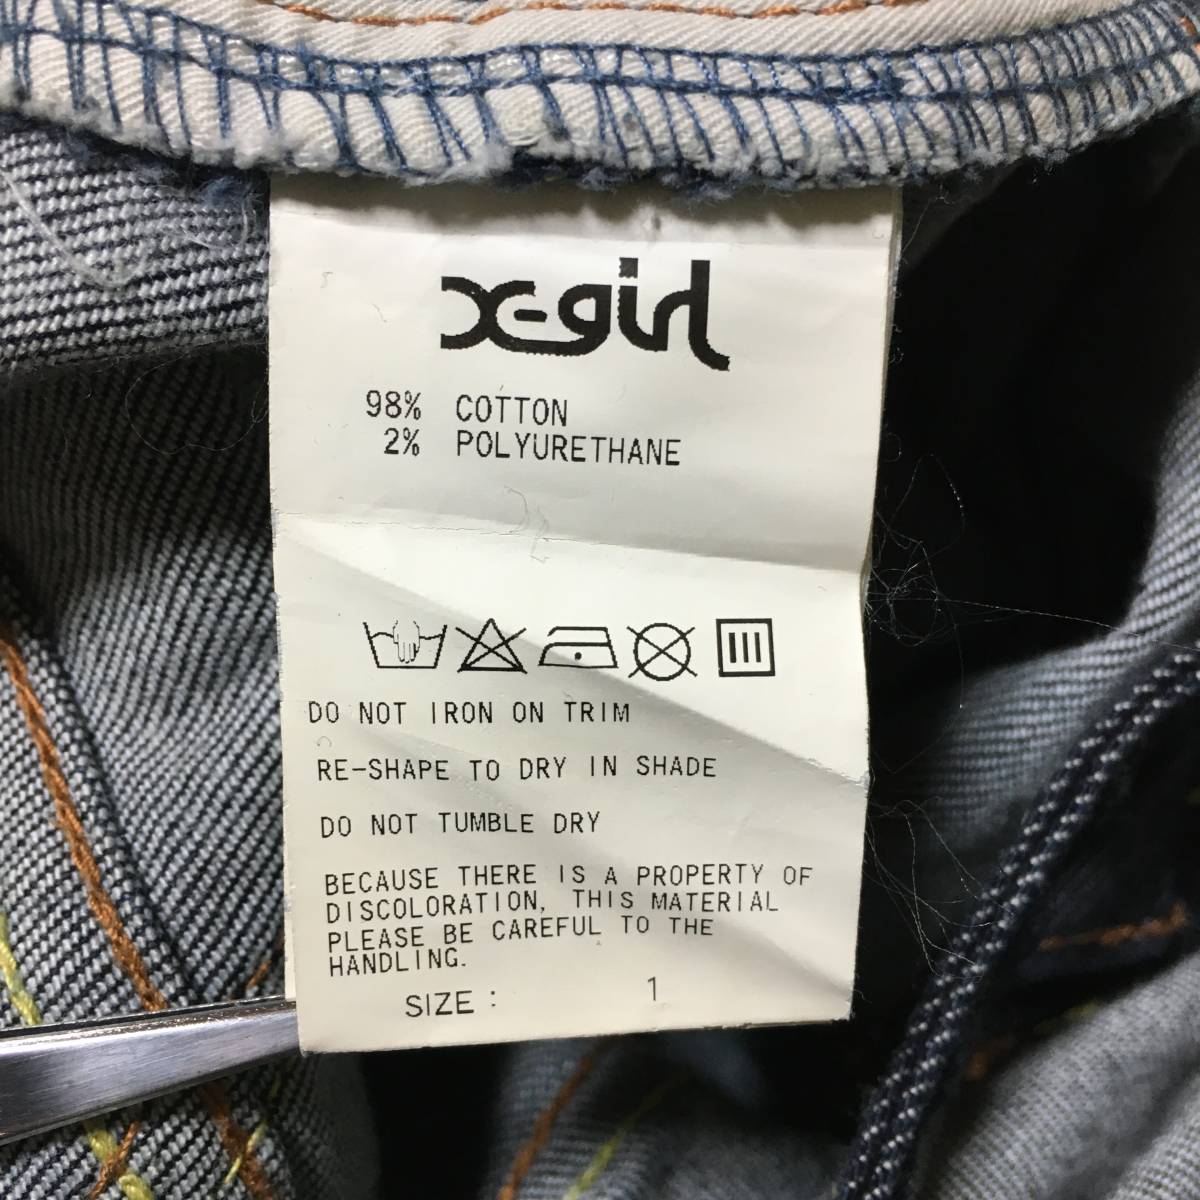 X-girl
98% COTTON
2% POLYURETHANE
DO NOT IRON ON TRIM
RE-SHAPE TO DRY IN SHADE
DO NOT TUMBLE DRY
BECAUSE THERE IS A PROPERTY OF
DISCOLORATION, THIS MATERIAL
PLEASE BE CAREFUL TO THE
HANDLING.
SIZE : 1